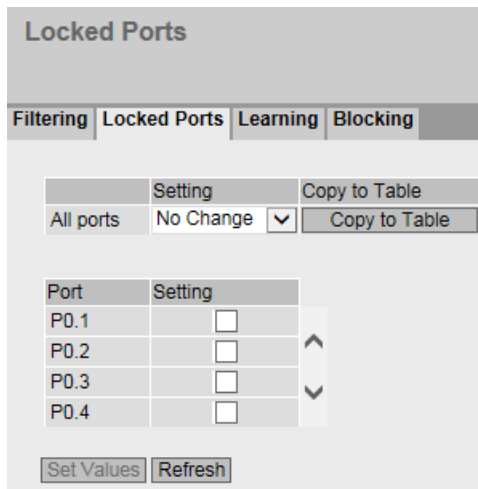 Locked Ports
Filtering Locked Ports Learning Blocking
Setting Copy to Table
All ports No Change Copy to Table
Port Setting
P0.1
P0.2
P0.3
P0.4
Set Values Refresh